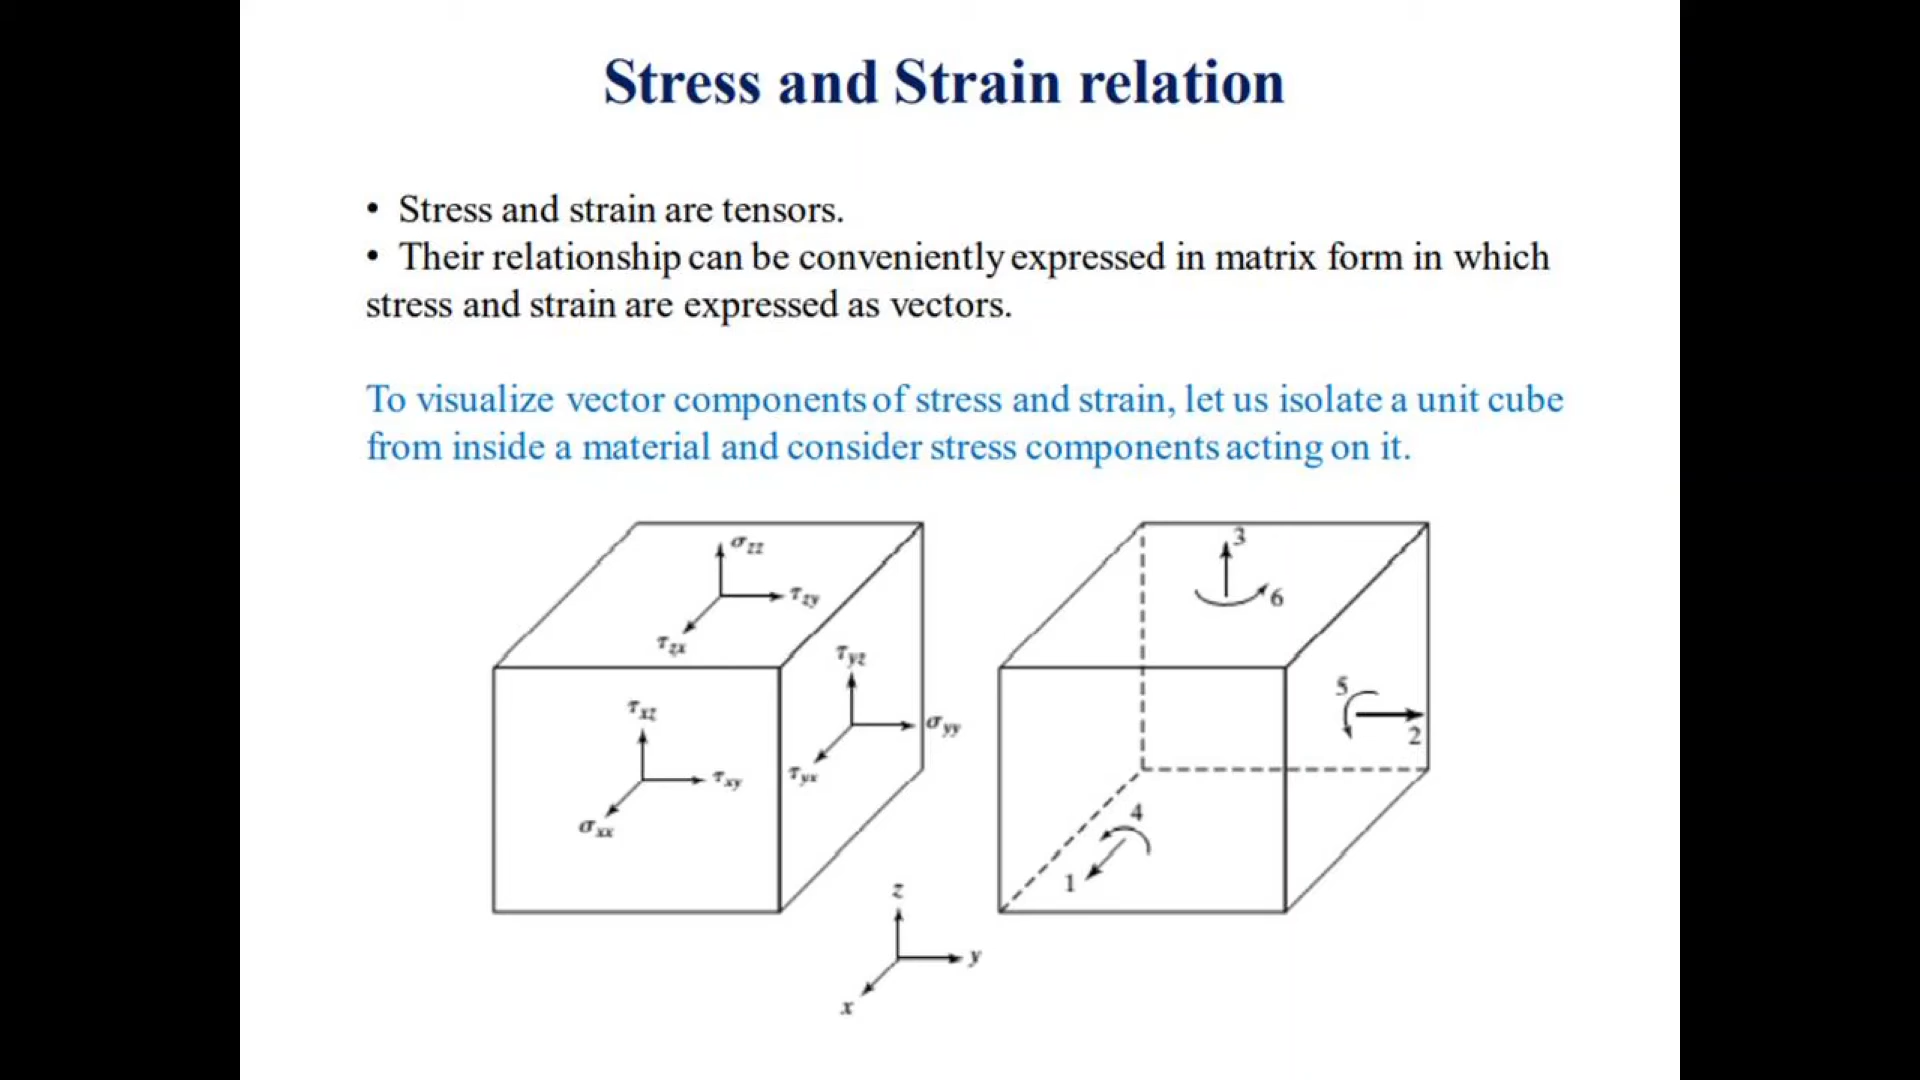 Stress and Strain relation
• Stress and strain are tensors.
• Their relationship can be conveniently expressed in matrix form in which
stress and strain are expressed as vectors.
To visualize vector components of stress and strain, let us isolate a unit cube
from inside a material and consider stress components acting on it.
σzz
τzy
τzx
τyz
σyy
τyx
τxz
τxy
σxx
3
6
5
2
4
1
z
y
x